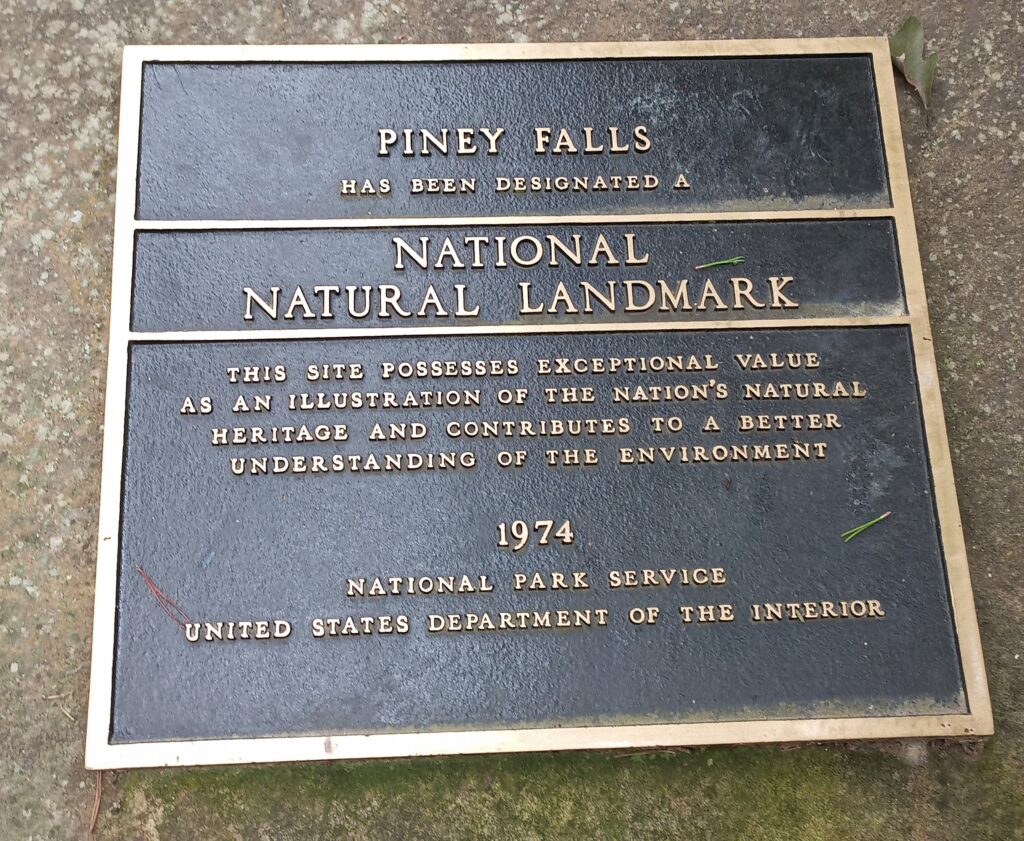 PINEY FALLS
HAS BEEN DESIGNATED A
NATIONAL
NATURAL LANDMARK
THIS SITE POSSESSES EXCEPTIONAL VALUE
AS AN ILLUSTRATION OF THE NATION'S NATURAL
HERITAGE AND CONTRIBUTES TO A BETTER
UNDERSTANDING OF THE ENVIRONMENT
1974
NATIONAL PARK SERVICE
UNITED STATES DEPARTMENT OF THE INTERIOR